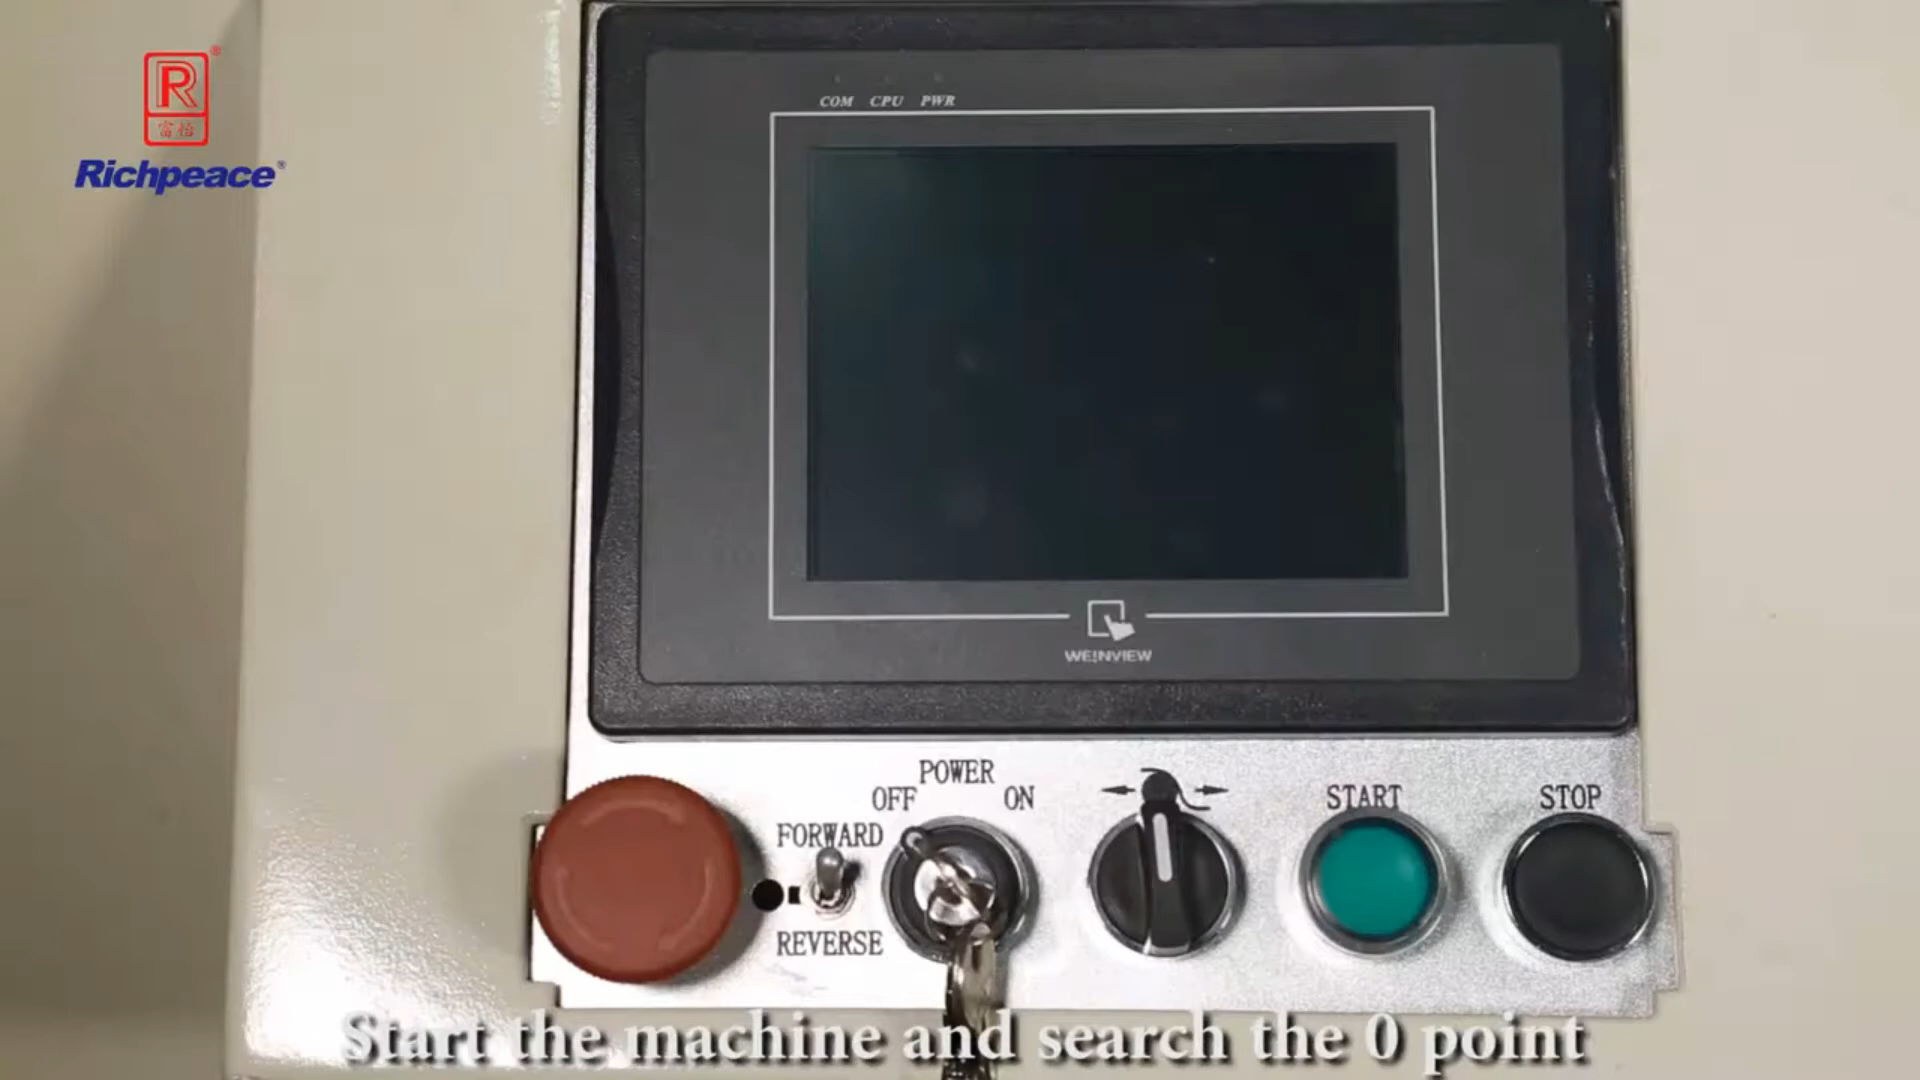 R
富怡
Richpeace
COM CPU PWR
WEINVIEW
POWER
OFF ON
FORWARD
REVERSE
START
STOP
Start the machine and search the 0 point